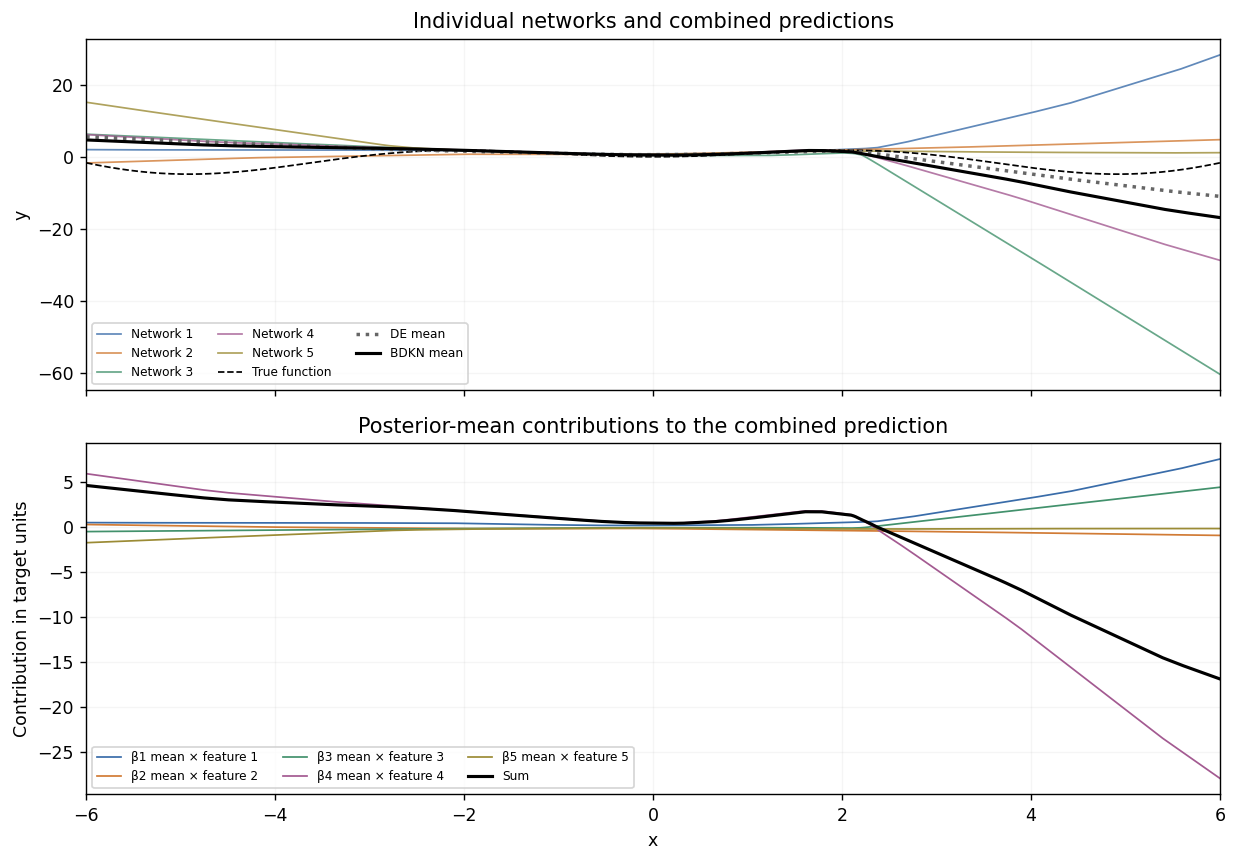 Individual networks and combined predictions
20
0
−20
−40
−60
y
Network 1
Network 2
Network 3
Network 4
Network 5
True function
DE mean
BDKN mean
Posterior-mean contributions to the combined prediction
5
0
−5
−10
−15
−20
−25
Contribution in target units
β1 mean × feature 1
β2 mean × feature 2
β3 mean × feature 3
β4 mean × feature 4
β5 mean × feature 5
Sum
−6 −4 −2 0 2 4 6
x